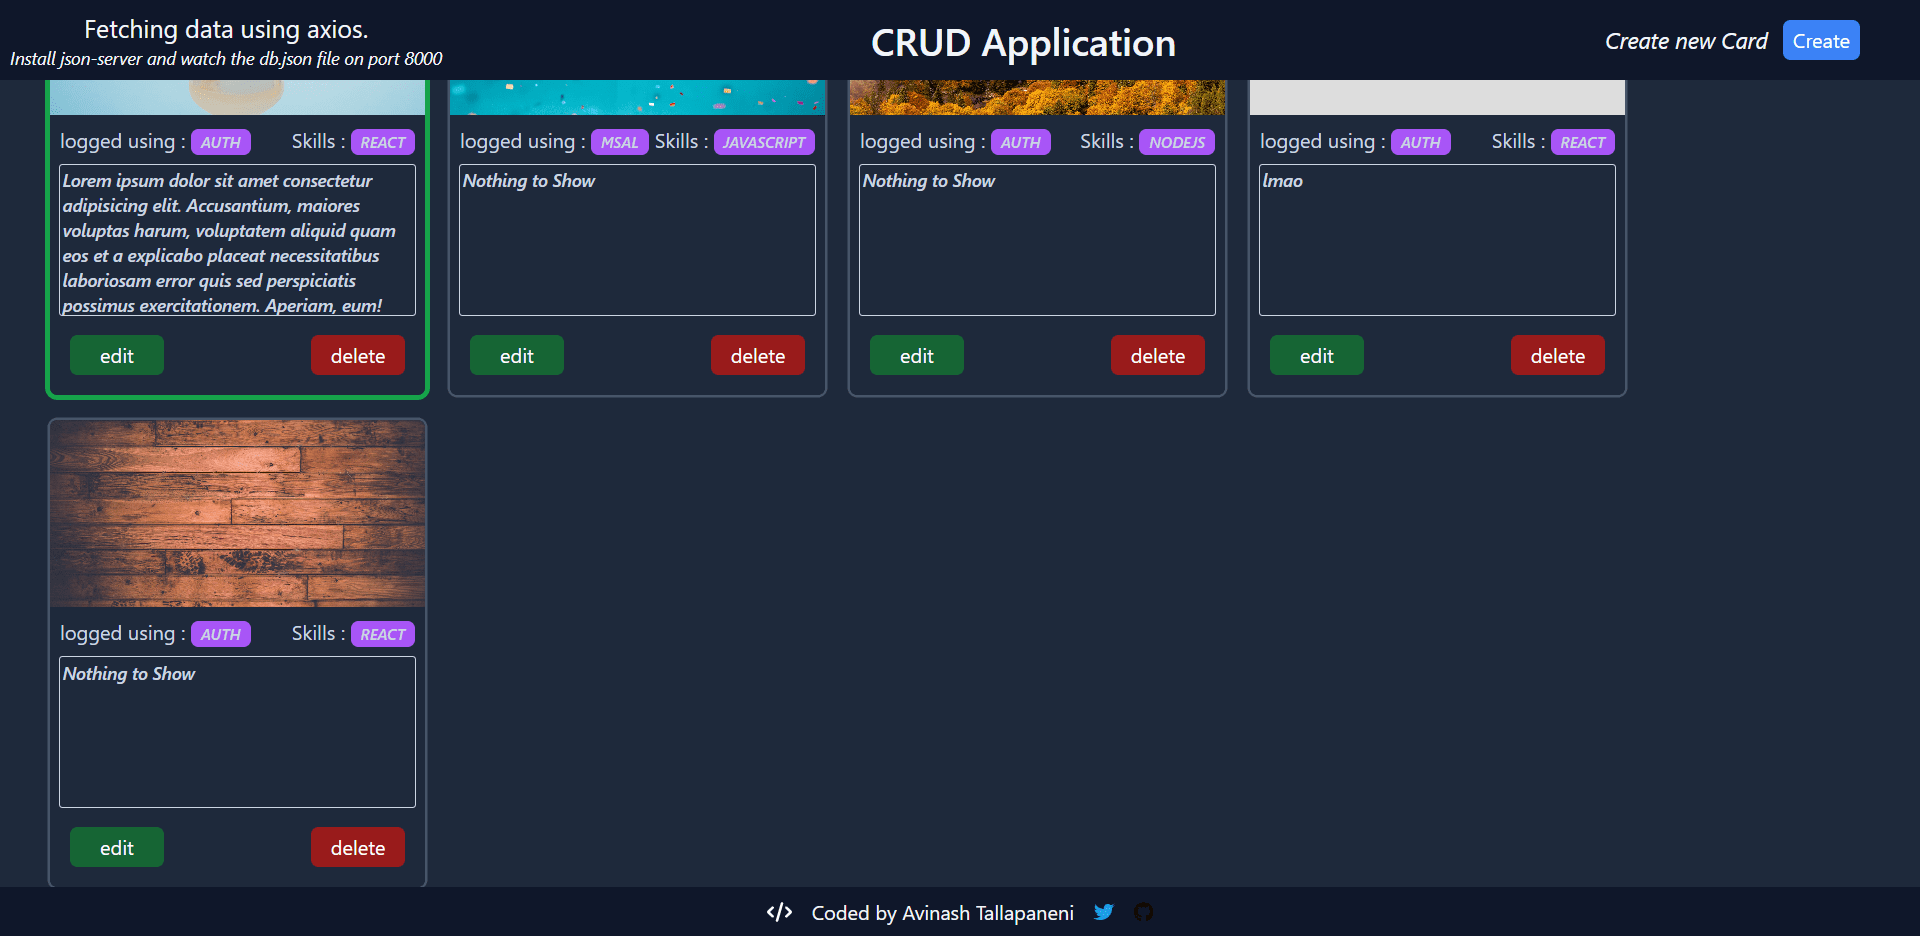 Fetching data using axios.
Install json-server and watch the db.json file on port 8000
CRUD Application
Create new Card Create
logged using : AUTH Skills : REACT
Lorem ipsum dolor sit amet consectetur
adipisicing elit. Accusantium, maiores
voluptas harum, voluptatem aliquid quam
eos et a explicabo placeat necessitatibus
laboriosam error quis sed perspiciatis
possimus exercitationem. Aperiam, eum!
edit delete
logged using : MSAL Skills : JAVASCRIPT
Nothing to Show
edit delete
logged using : AUTH Skills : NODEJS
Nothing to Show
edit delete
logged using : AUTH Skills : REACT
lmao
edit delete
logged using : AUTH Skills : REACT
Nothing to Show
edit delete
</> Coded by Avinash Tallapaneni